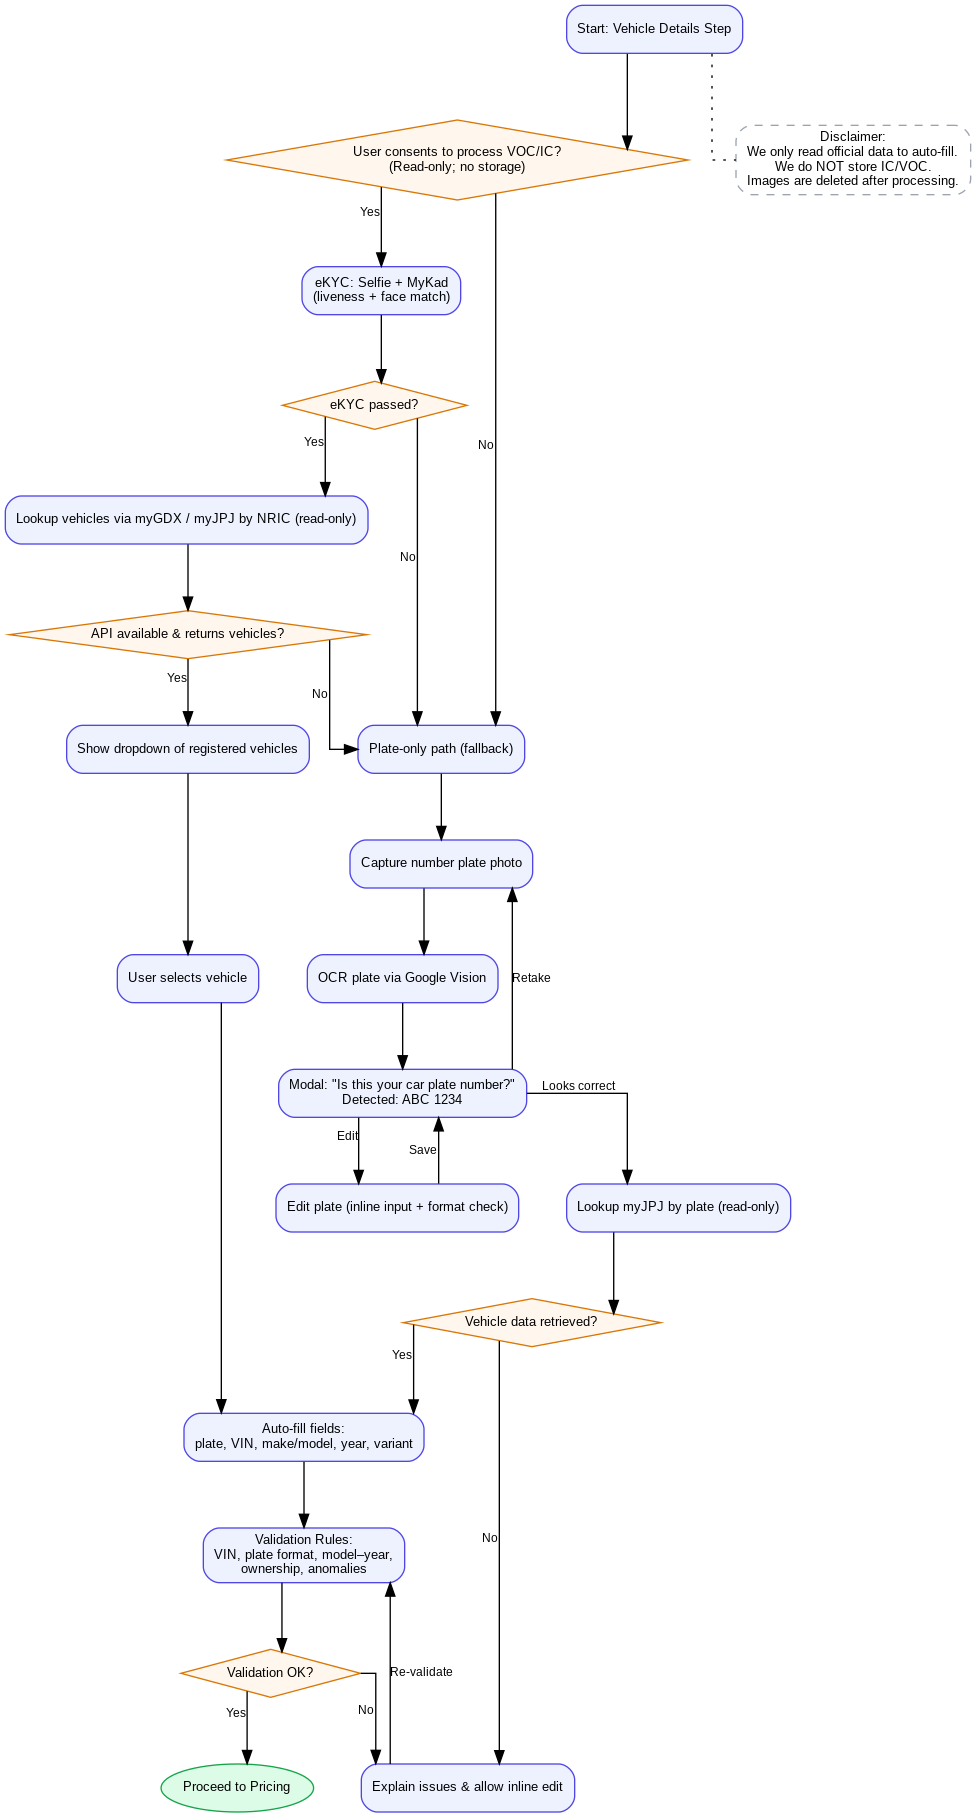 Start: Vehicle Details Step
Disclaimer:
We only read official data to auto-fill.
We do NOT store IC/VOC.
Images are deleted after processing.
User consents to process VOC/IC?
(Read-only; no storage)
Yes
No
eKYC: Selfie + MyKad
(liveness + face match)
eKYC passed?
Yes
No
Lookup vehicles via myGDX / myJPJ by NRIC (read-only)
API available & returns vehicles?
Yes
No
Show dropdown of registered vehicles
Plate-only path (fallback)
Capture number plate photo
User selects vehicle
OCR plate via Google Vision
Retake
Modal: "Is this your car plate number?"
Detected: ABC 1234
Looks correct
Edit
Save
Edit plate (inline input + format check)
Lookup myJPJ by plate (read-only)
Vehicle data retrieved?
Yes
No
Auto-fill fields:
plate, VIN, make/model, year, variant
Validation Rules:
VIN, plate format, model–year,
ownership, anomalies
Validation OK?
Re-validate
Yes
No
Proceed to Pricing
Explain issues & allow inline edit